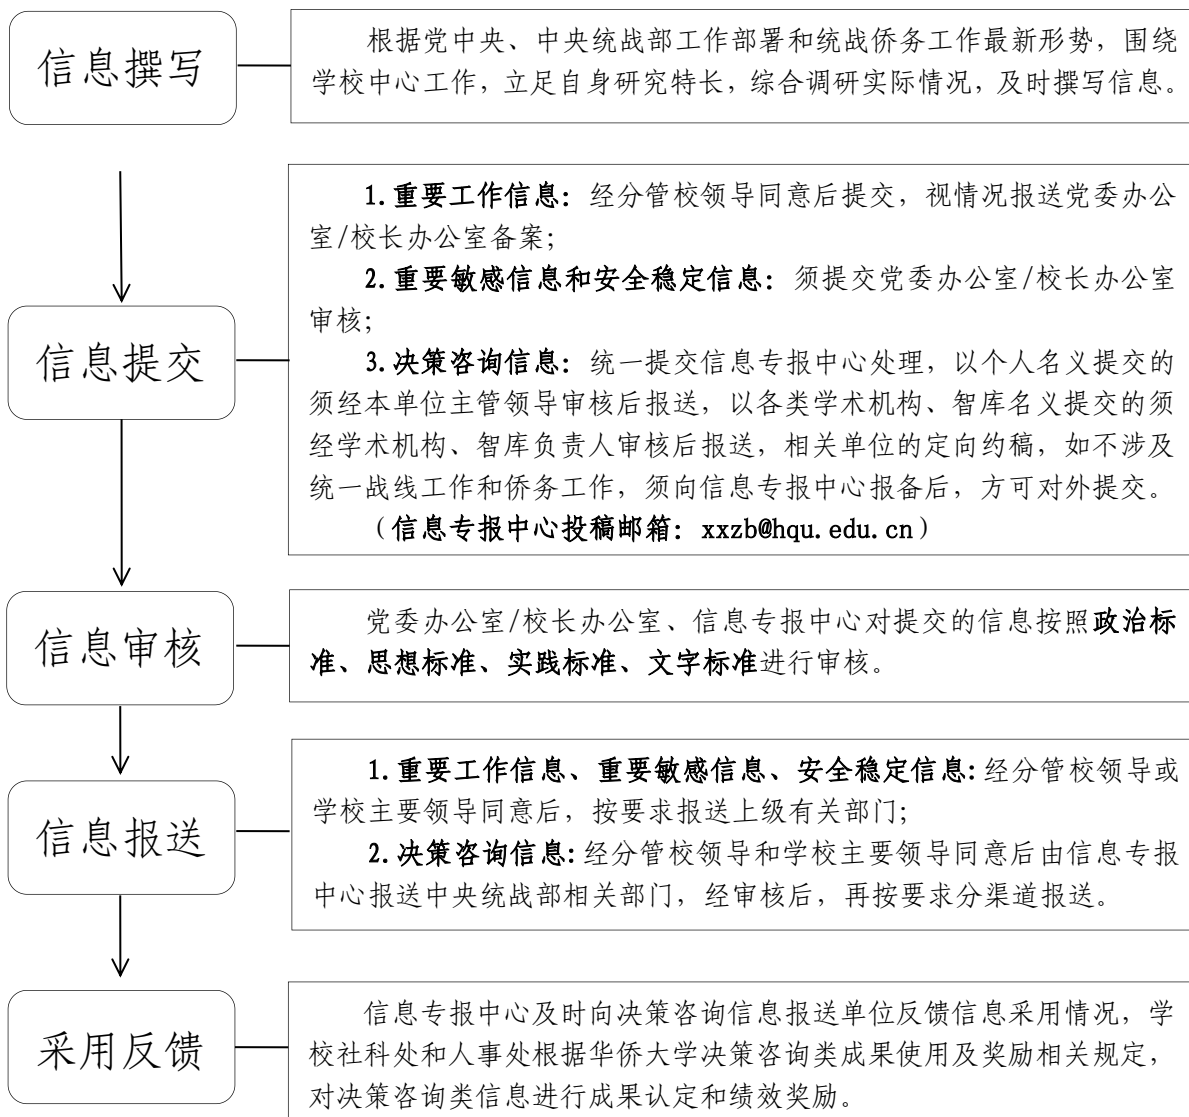 信息撰写
根据党中央、中央统战部工作部署和统战侨务工作最新形势，围绕
学校中心工作，立足自身研究特长，综合调研实际情况，及时撰写信息。
信息提交
1.重要工作信息：经分管校领导同意后提交，视情况报送党委办公
室/校长办公室备案；
2.重要敏感信息和安全稳定信息：须提交党委办公室/校长办公室
审核；
3.决策咨询信息：统一提交信息专报中心处理，以个人名义提交的
须经本单位主管领导审核后报送，以各类学术机构、智库名义提交的须
经学术机构、智库负责人审核后报送，相关单位的定向约稿，如不涉及
统一战线工作和侨务工作，须向信息专报中心报备后，方可对外提交。
（信息专报中心投稿邮箱：xxzb@hqu.edu.cn）
信息审核
党委办公室/校长办公室、信息专报中心对提交的信息按照政治标
准、思想标准、实践标准、文字标准进行审核。
信息报送
1.重要工作信息、重要敏感信息、安全稳定信息:经分管校领导或
学校主要领导同意后，按要求报送上级有关部门；
2.决策咨询信息:经分管校领导和学校主要领导同意后由信息专报
中心报送中央统战部相关部门，经审核后，再按要求分渠道报送。
采用反馈
信息专报中心及时向决策咨询信息报送单位反馈信息采用情况，学
校社科处和人事处根据华侨大学决策咨询类成果使用及奖励相关规定，
对决策咨询类信息进行成果认定和绩效奖励。